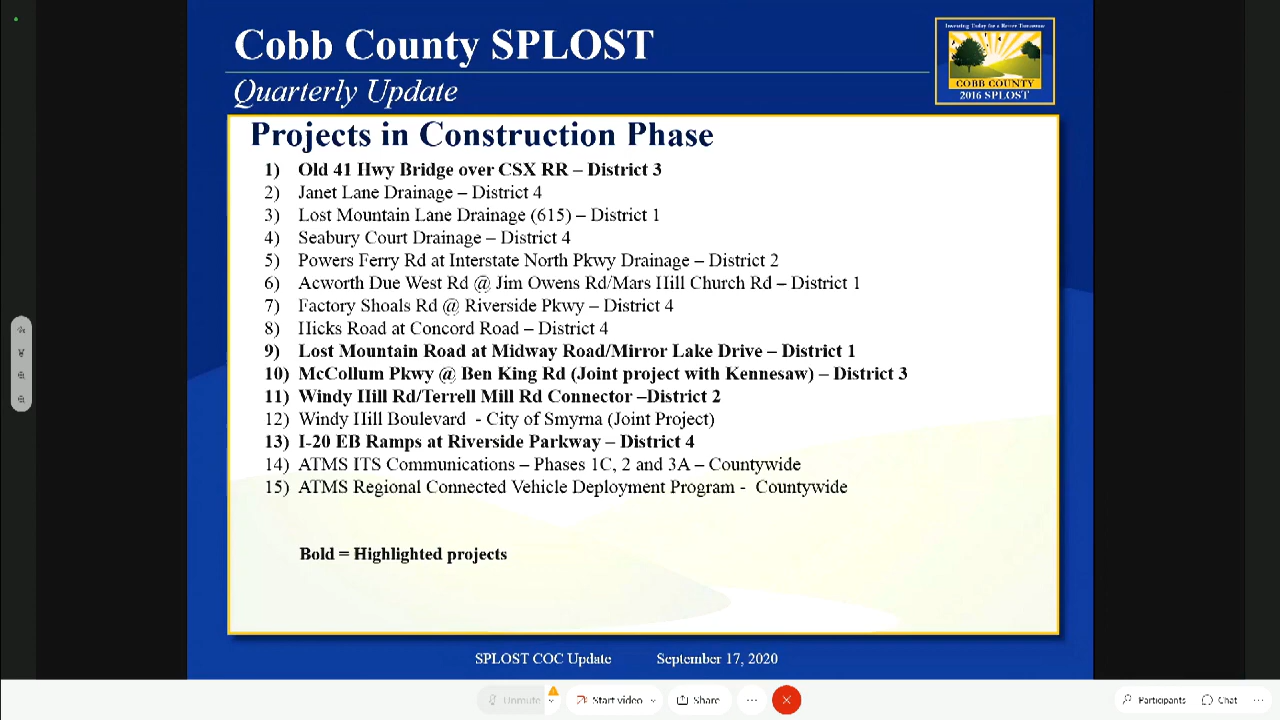 Cobb County SPLOST
Quarterly Update
Investing Today for a Better Tomorrow
COBB COUNTY
2016 SPLOST
Projects in Construction Phase
1) Old 41 Hwy Bridge over CSX RR – District 3
2) Janet Lane Drainage – District 4
3) Lost Mountain Lane Drainage (615) – District 1
4) Seabury Court Drainage – District 4
5) Powers Ferry Rd at Interstate North Pkwy Drainage – District 2
6) Acworth Due West Rd @ Jim Owens Rd/Mars Hill Church Rd – District 1
7) Factory Shoals Rd @ Riverside Pkwy – District 4
8) Hicks Road at Concord Road – District 4
9) Lost Mountain Road at Midway Road/Mirror Lake Drive – District 1
10) McCollum Pkwy @ Ben King Rd (Joint project with Kennesaw) – District 3
11) Windy Hill Rd/Terrell Mill Rd Connector –District 2
12) Windy Hill Boulevard - City of Smyrna (Joint Project)
13) I-20 EB Ramps at Riverside Parkway – District 4
14) ATMS ITS Communications – Phases 1C, 2 and 3A – Countywide
15) ATMS Regional Connected Vehicle Deployment Program - Countywide
Bold = Highlighted projects
SPLOST COC Update September 17, 2020
Unmute Start video Share Participants Chat